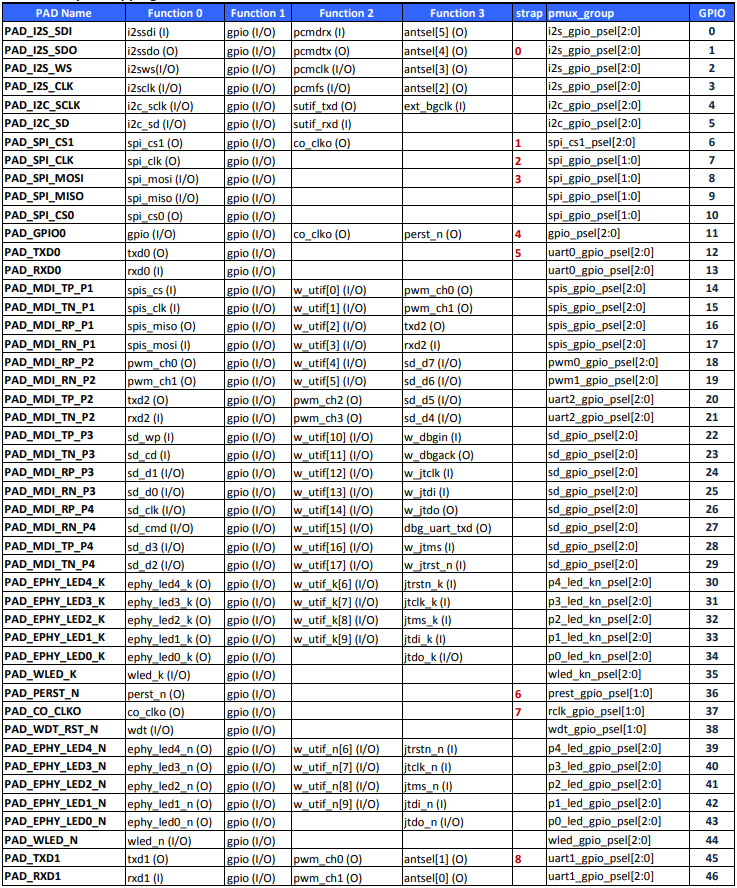 PAD Name Function 0 Function 1 Function 2 Function 3 strap pmux_group GPIO
PAD_I2S_SDI i2ssdi (I) gpio (I/O) pcmdrx (I) antsel[5] (O) i2s_gpio_psel[2:0] 0
PAD_I2S_SDO i2ssdo (O) gpio (I/O) pcmdtx (O) antsel[4] (O) 0 i2s_gpio_psel[2:0] 1
PAD_I2S_WS i2sws(I/O) gpio (I/O) pcmclk (I/O) antsel[3] (O) i2s_gpio_psel[2:0] 2
PAD_I2S_CLK i2sclk (I/O) gpio (I/O) pcmfs (I/O) antsel[2] (O) i2s_gpio_psel[2:0] 3
PAD_I2C_SCLK i2c_sclk (I/O) gpio (I/O) sutif_txd (O) ext_bgclk (I) i2c_gpio_psel[2:0] 4
PAD_I2C_SD i2c_sd (I/O) gpio (I/O) sutif_rxd (I) i2c_gpio_psel[2:0] 5
PAD_SPI_CS1 spi_cs1 (O) gpio (I/O) co_clko (O) 1 spi_cs1_psel[2:0] 6
PAD_SPI_CLK spi_clk (O) gpio (I/O) 2 spi_gpio_psel[1:0] 7
PAD_SPI_MOSI spi_mosi (I/O) gpio (I/O) 3 spi_gpio_psel[1:0] 8
PAD_SPI_MISO spi_miso (I/O) gpio (I/O) spi_gpio_psel[1:0] 9
PAD_SPI_CS0 spi_cs0 (O) gpio (I/O) spi_gpio_psel[1:0] 10
PAD_GPIO0 gpio (I/O) gpio (I/O) co_clko (O) perst_n (O) 4 gpio_psel[2:0] 11
PAD_TXD0 txd0 (O) gpio (I/O) 5 uart0_gpio_psel[2:0] 12
PAD_RXD0 rxd0 (I) gpio (I/O) uart0_gpio_psel[2:0] 13
PAD_MDI_TP_P1 spis_cs (I) gpio (I/O) w_utif[0] (I/O) pwm_ch0 (O) spis_gpio_psel[2:0] 14
PAD_MDI_TN_P1 spis_clk (I) gpio (I/O) w_utif[1] (I/O) pwm_ch1 (O) spis_gpio_psel[2:0] 15
PAD_MDI_RP_P1 spis_miso (O) gpio (I/O) w_utif[2] (I/O) txd2 (O) spis_gpio_psel[2:0] 16
PAD_MDI_RN_P1 spis_mosi (I) gpio (I/O) w_utif[3] (I/O) rxd2 (I) spis_gpio_psel[2:0] 17
PAD_MDI_RP_P2 pwm_ch0 (O) gpio (I/O) w_utif[4] (I/O) sd_d7 (I/O) pwm0_gpio_psel[2:0] 18
PAD_MDI_RN_P2 pwm_ch1 (O) gpio (I/O) w_utif[5] (I/O) sd_d6 (I/O) pwm1_gpio_psel[2:0] 19
PAD_MDI_TP_P2 txd2 (O) gpio (I/O) pwm_ch2 (O) sd_d5 (I/O) uart2_gpio_psel[2:0] 20
PAD_MDI_TN_P2 rxd2 (I) gpio (I/O) pwm_ch3 (O) sd_d4 (I/O) uart2_gpio_psel[2:0] 21
PAD_MDI_TP_P3 sd_wp (I) gpio (I/O) w_utif[10] (I/O) w_dbgin (I) sd_gpio_psel[2:0] 22
PAD_MDI_TN_P3 sd_cd (I) gpio (I/O) w_utif[11] (I/O) w_dbgack (O) sd_gpio_psel[2:0] 23
PAD_MDI_RP_P3 sd_d1 (I/O) gpio (I/O) w_utif[12] (I/O) w_jtclk (I) sd_gpio_psel[2:0] 24
PAD_MDI_RN_P3 sd_d0 (I/O) gpio (I/O) w_utif[13] (I/O) w_jtdi (I) sd_gpio_psel[2:0] 25
PAD_MDI_RP_P4 sd_clk (I/O) gpio (I/O) w_utif[14] (I/O) w_jtdo (O) sd_gpio_psel[2:0] 26
PAD_MDI_RN_P4 sd_cmd (I/O) gpio (I/O) w_utif[15] (I/O) dbg_uart_txd (O) sd_gpio_psel[2:0] 27
PAD_MDI_TP_P4 sd_d3 (I/O) gpio (I/O) w_utif[16] (I/O) w_jtms (I) sd_gpio_psel[2:0] 28
PAD_MDI_TN_P4 sd_d2 (I/O) gpio (I/O) w_utif[17] (I/O) w_jtrst_n (I) sd_gpio_psel[2:0] 29
PAD_EPHY_LED4_K ephy_led4_k (O) gpio (I/O) w_utif_k[6] (I/O) jtrstn_k (I) p4_led_kn_psel[2:0] 30
PAD_EPHY_LED3_K ephy_led3_k (O) gpio (I/O) w_utif_k[7] (I/O) jtclk_k (I) p3_led_kn_psel[2:0] 31
PAD_EPHY_LED2_K ephy_led2_k (O) gpio (I/O) w_utif_k[8] (I/O) jtms_k (I) p2_led_kn_psel[2:0] 32
PAD_EPHY_LED1_K ephy_led1_k (O) gpio (I/O) w_utif_k[9] (I/O) jtdi_k (I) p1_led_kn_psel[2:0] 33
PAD_EPHY_LED0_K ephy_led0_k (O) gpio (I/O) jtdo_k (I/O) p0_led_kn_psel[2:0] 34
PAD_WLED_K wled_k (I/O) gpio (I/O) wled_kn_psel[2:0] 35
PAD_PERST_N perst_n (O) gpio (I/O) 6 prest_gpio_psel[1:0] 36
PAD_CO_CLKO co_clko (O) gpio (I/O) 7 rclk_gpio_psel[1:0] 37
PAD_WDT_RST_N wdt (I/O) gpio (I/O) wdt_gpio_psel[1:0] 38
PAD_EPHY_LED4_N ephy_led4_n (O) gpio (I/O) w_utif_n[6] (I/O) jtrstn_n (I) p4_led_gpio_psel[2:0] 39
PAD_EPHY_LED3_N ephy_led3_n (O) gpio (I/O) w_utif_n[7] (I/O) jtclk_n (I) p3_led_gpio_psel[2:0] 40
PAD_EPHY_LED2_N ephy_led2_n (O) gpio (I/O) w_utif_n[8] (I/O) jtms_n (I) p2_led_gpio_psel[2:0] 41
PAD_EPHY_LED1_N ephy_led1_n (O) gpio (I/O) w_utif_n[9] (I/O) jtdi_n (I) p1_led_gpio_psel[2:0] 42
PAD_EPHY_LED0_N ephy_led0_n (O) gpio (I/O) jtdo_n (I/O) p0_led_gpio_psel[2:0] 43
PAD_WLED_N wled_n (I/O) gpio (I/O) wled_gpio_psel[2:0] 44
PAD_TXD1 txd1 (O) gpio (I/O) pwm_ch0 (O) antsel[1] (O) 8 uart1_gpio_psel[2:0] 45
PAD_RXD1 rxd1 (I) gpio (I/O) pwm_ch1 (O) antsel[0] (O) uart1_gpio_psel[2:0] 46